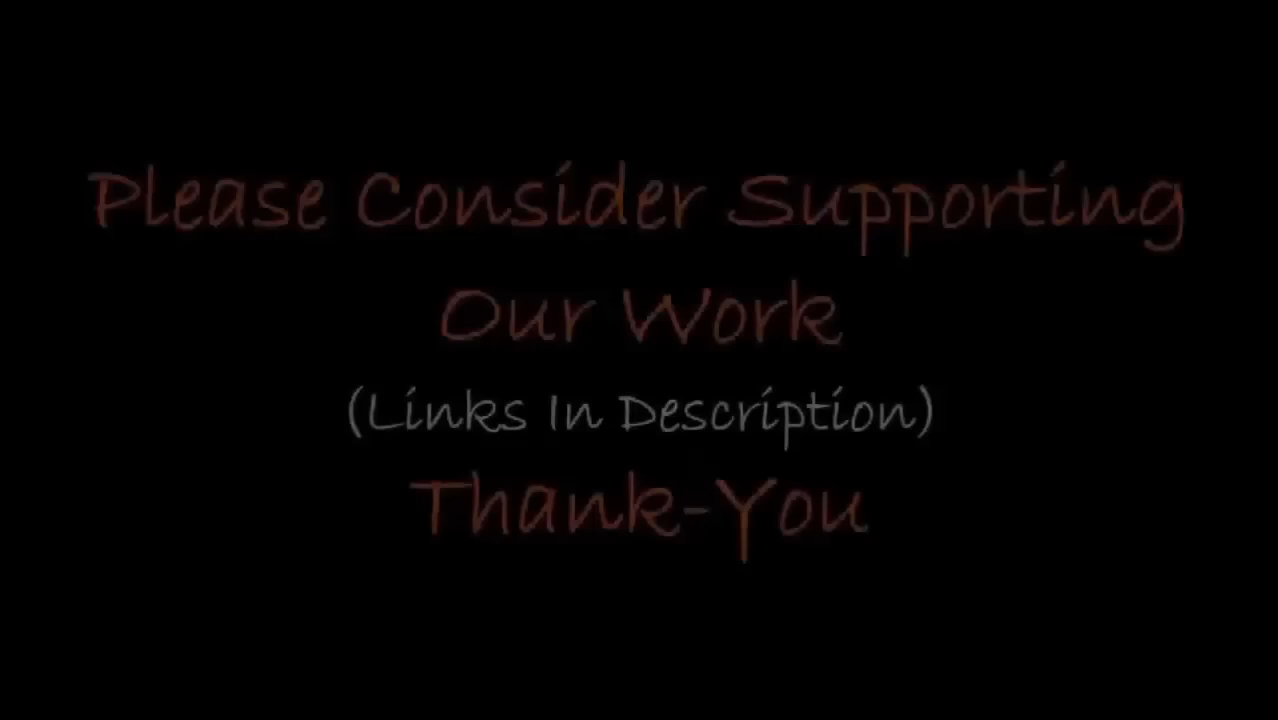 Please Consider Supporting
Our Work
(Links In Description)
Thank-You